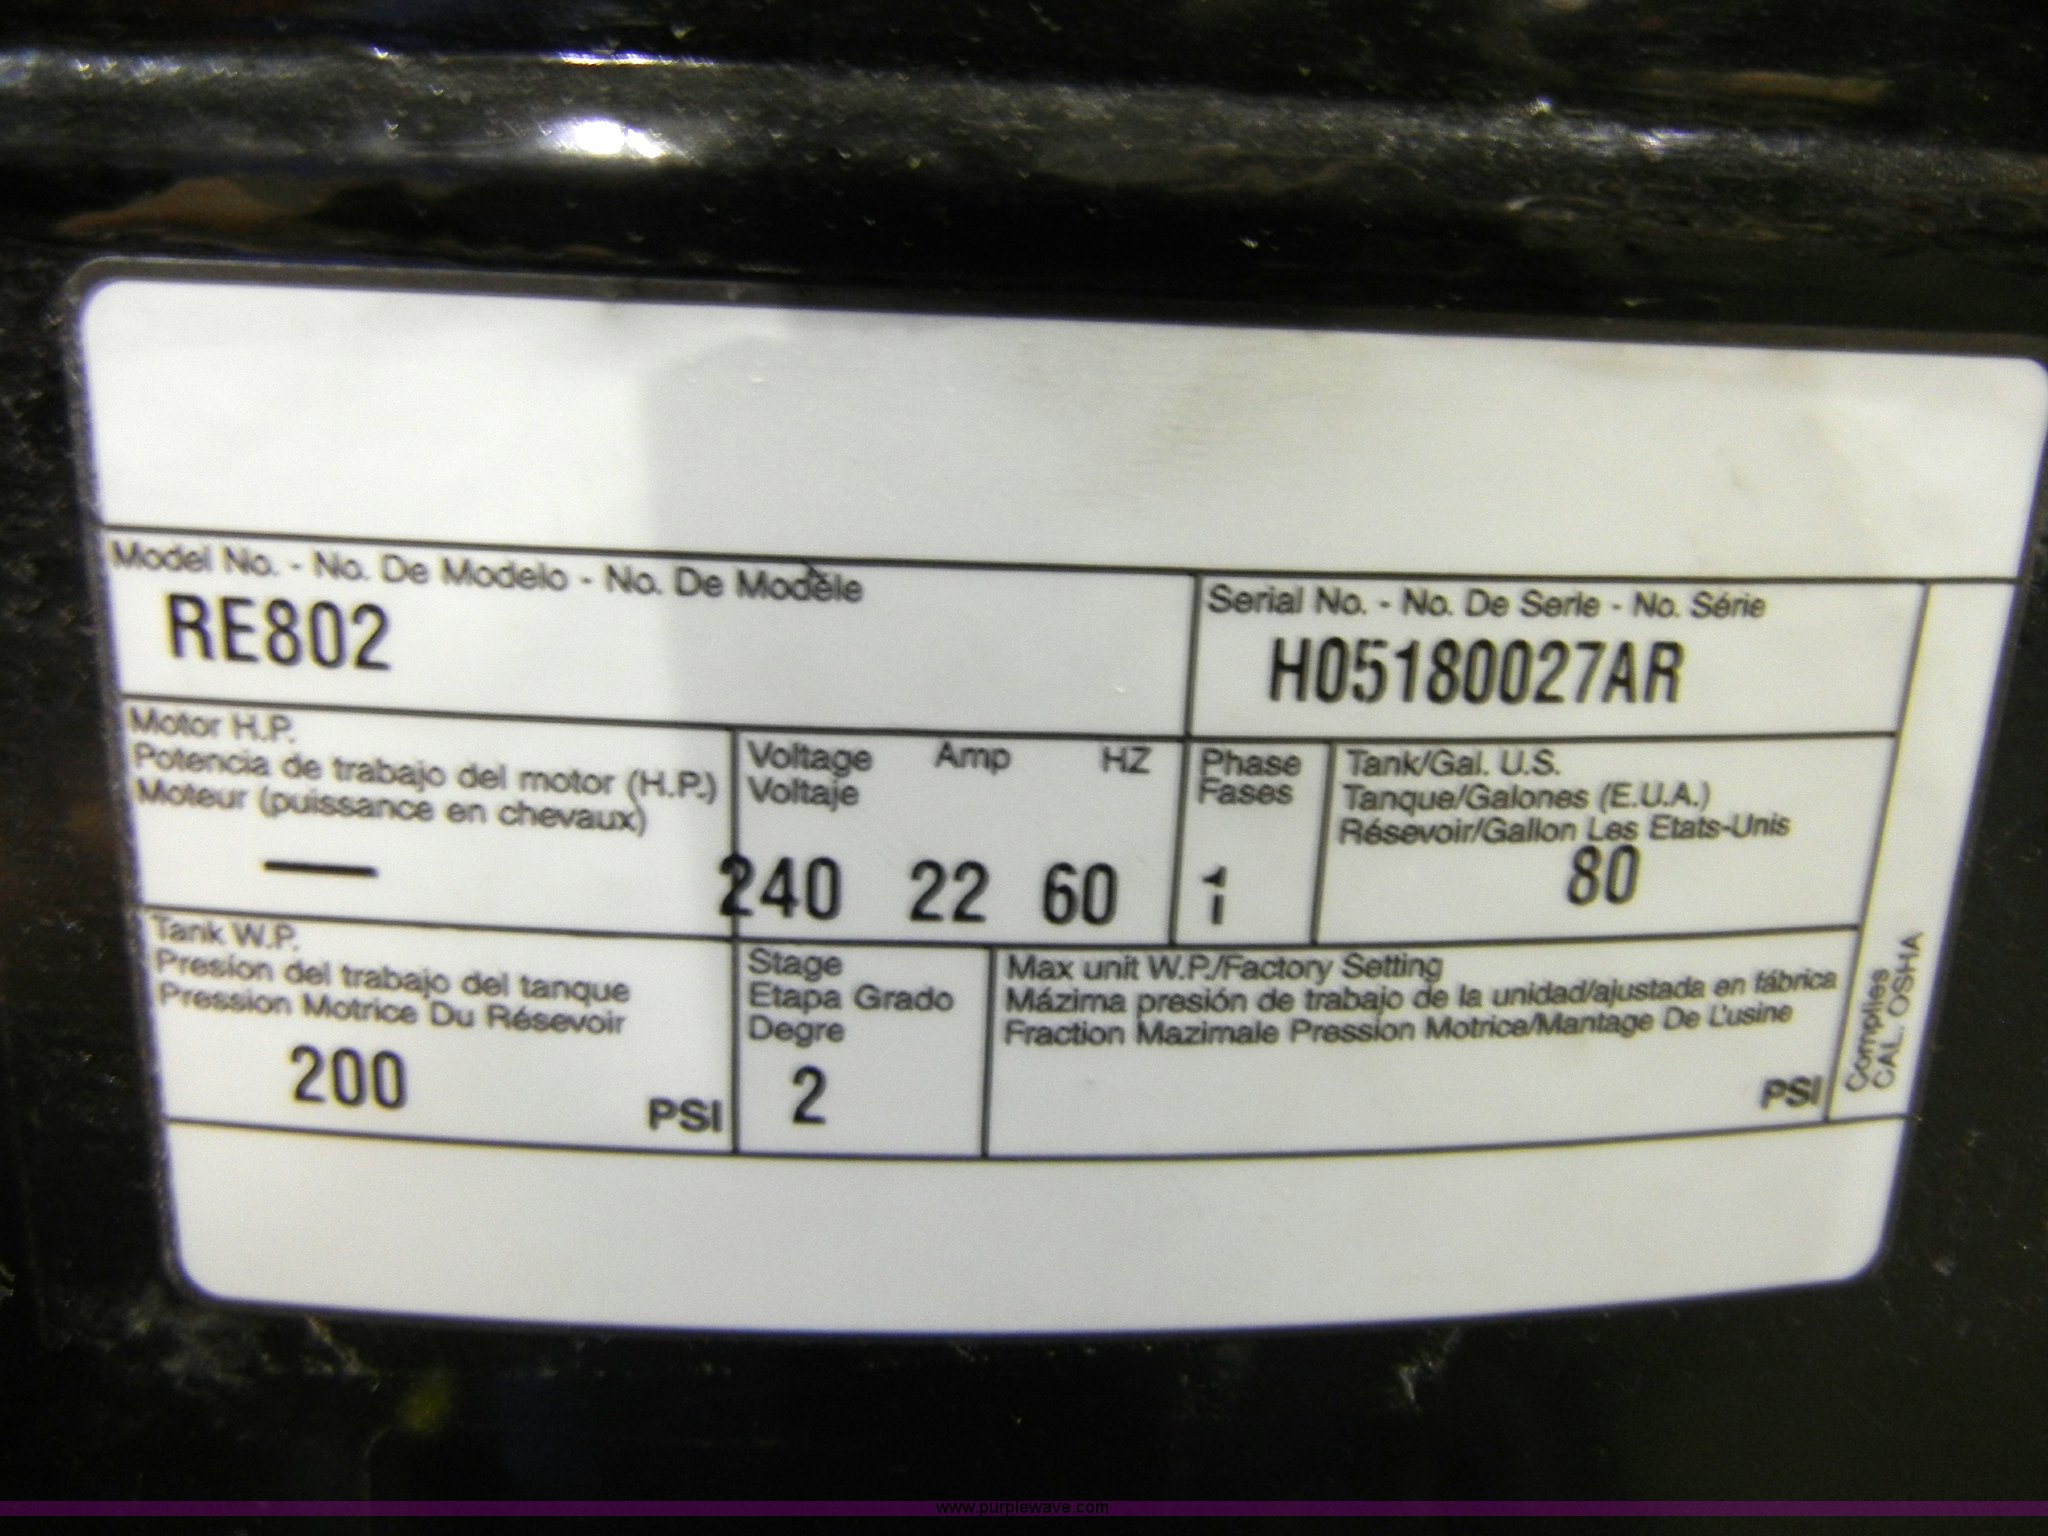 Model No. - No. De Modelo - No. De Modèle
RE802
Serial No. - No. De Serie - No. Série
H05180027AR
Motor H.P.
Potencia de trabajo del motor (H.P.)
Moteur (puissance en chevaux)
—
Voltage Amp HZ
Voltaje
240 22 60
Phase
Fases
1
Tank/Gal. U.S.
Tanque/Galones (E.U.A.)
Résevoir/Gallon Les Etats-Unis
80
Tank W.P.
Presion del trabajo del tanque
Pression Motrice Du Résevoir
200 PSI
Stage
Etapa Grado
Degre
2
Max unit W.P./Factory Setting
Mázima presión de trabajo de la unidad/ajustada en fábrica
Fraction Mazimale Pression Motrice/Mantage De L'usine
PSI
Complies
CAL. OSHA
www.purplewave.com